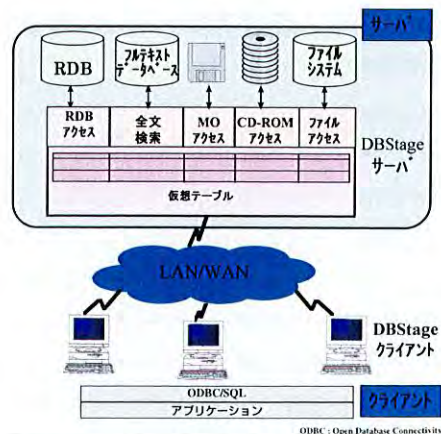 サーバ
RDB
フルテキスト
データベース
ファイル
システム
RDB
アクセス
全文
検索
MO
アクセス
CD-ROM
アクセス
ファイル
アクセス
DBStage
サーバ
仮想テーブル
LAN/WAN
DBStage
クライアント
ODBC/SQL
アプリケーション
クライアント
ODBC : Open Database Connectivity